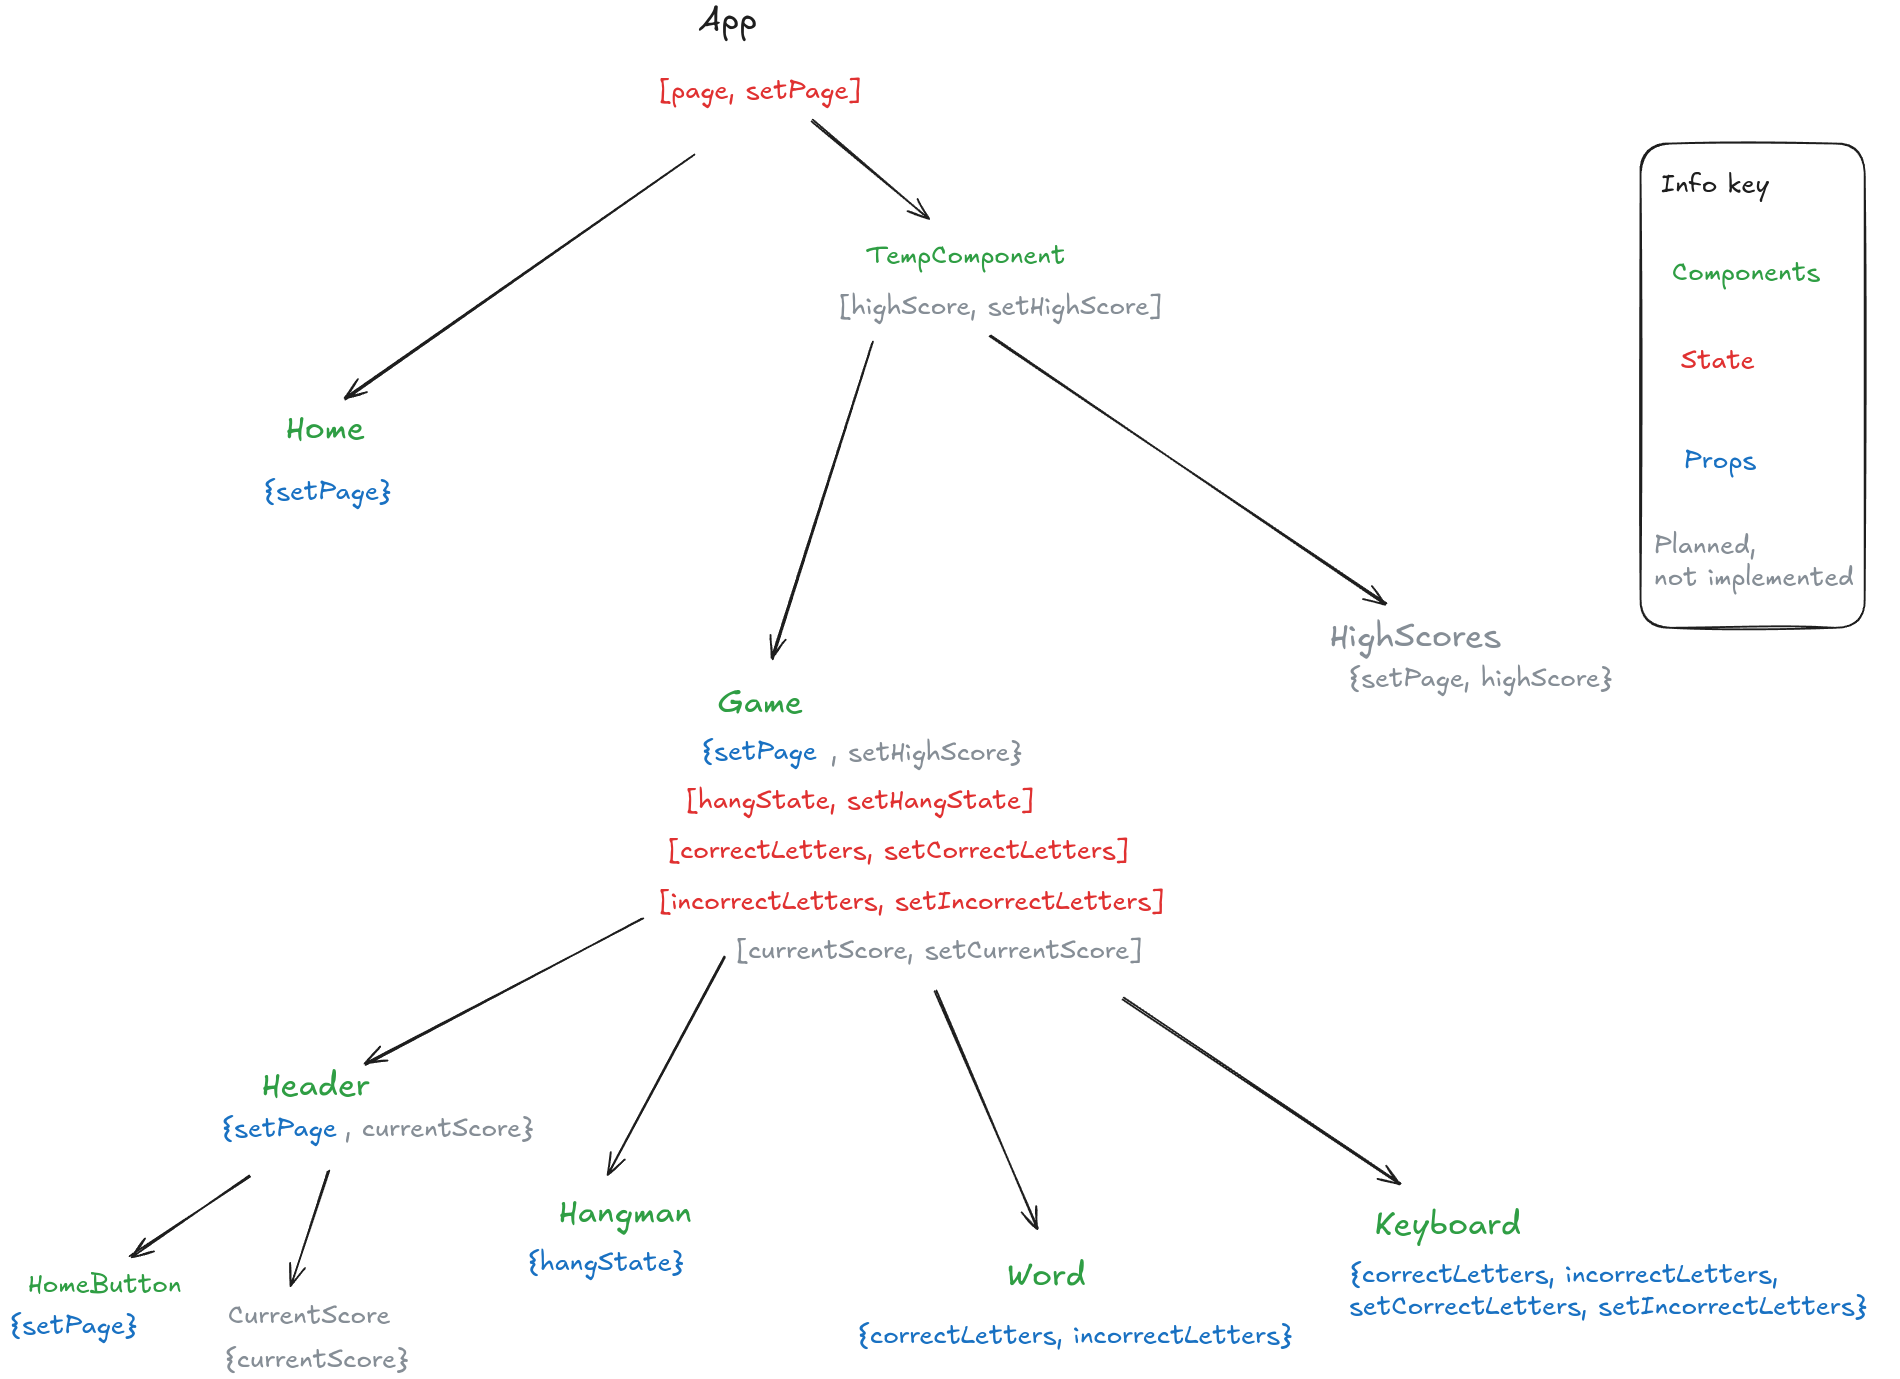 App
[page, setPage]
Info key
Components
State
Props
Planned,
not implemented
TempComponent
[highScore, setHighScore]
Home
{setPage}
HighScores
{setPage, highScore}
Game
{setPage , setHighScore}
[hangState, setHangState]
[correctLetters, setCorrectLetters]
[incorrectLetters, setIncorrectLetters]
[currentScore, setCurrentScore]
Header
{setPage , currentScore}
HomeButton
{setPage}
CurrentScore
{currentScore}
Hangman
{hangState}
Word
{correctLetters, incorrectLetters}
Keyboard
{correctLetters, incorrectLetters,
setCorrectLetters, setIncorrectLetters}